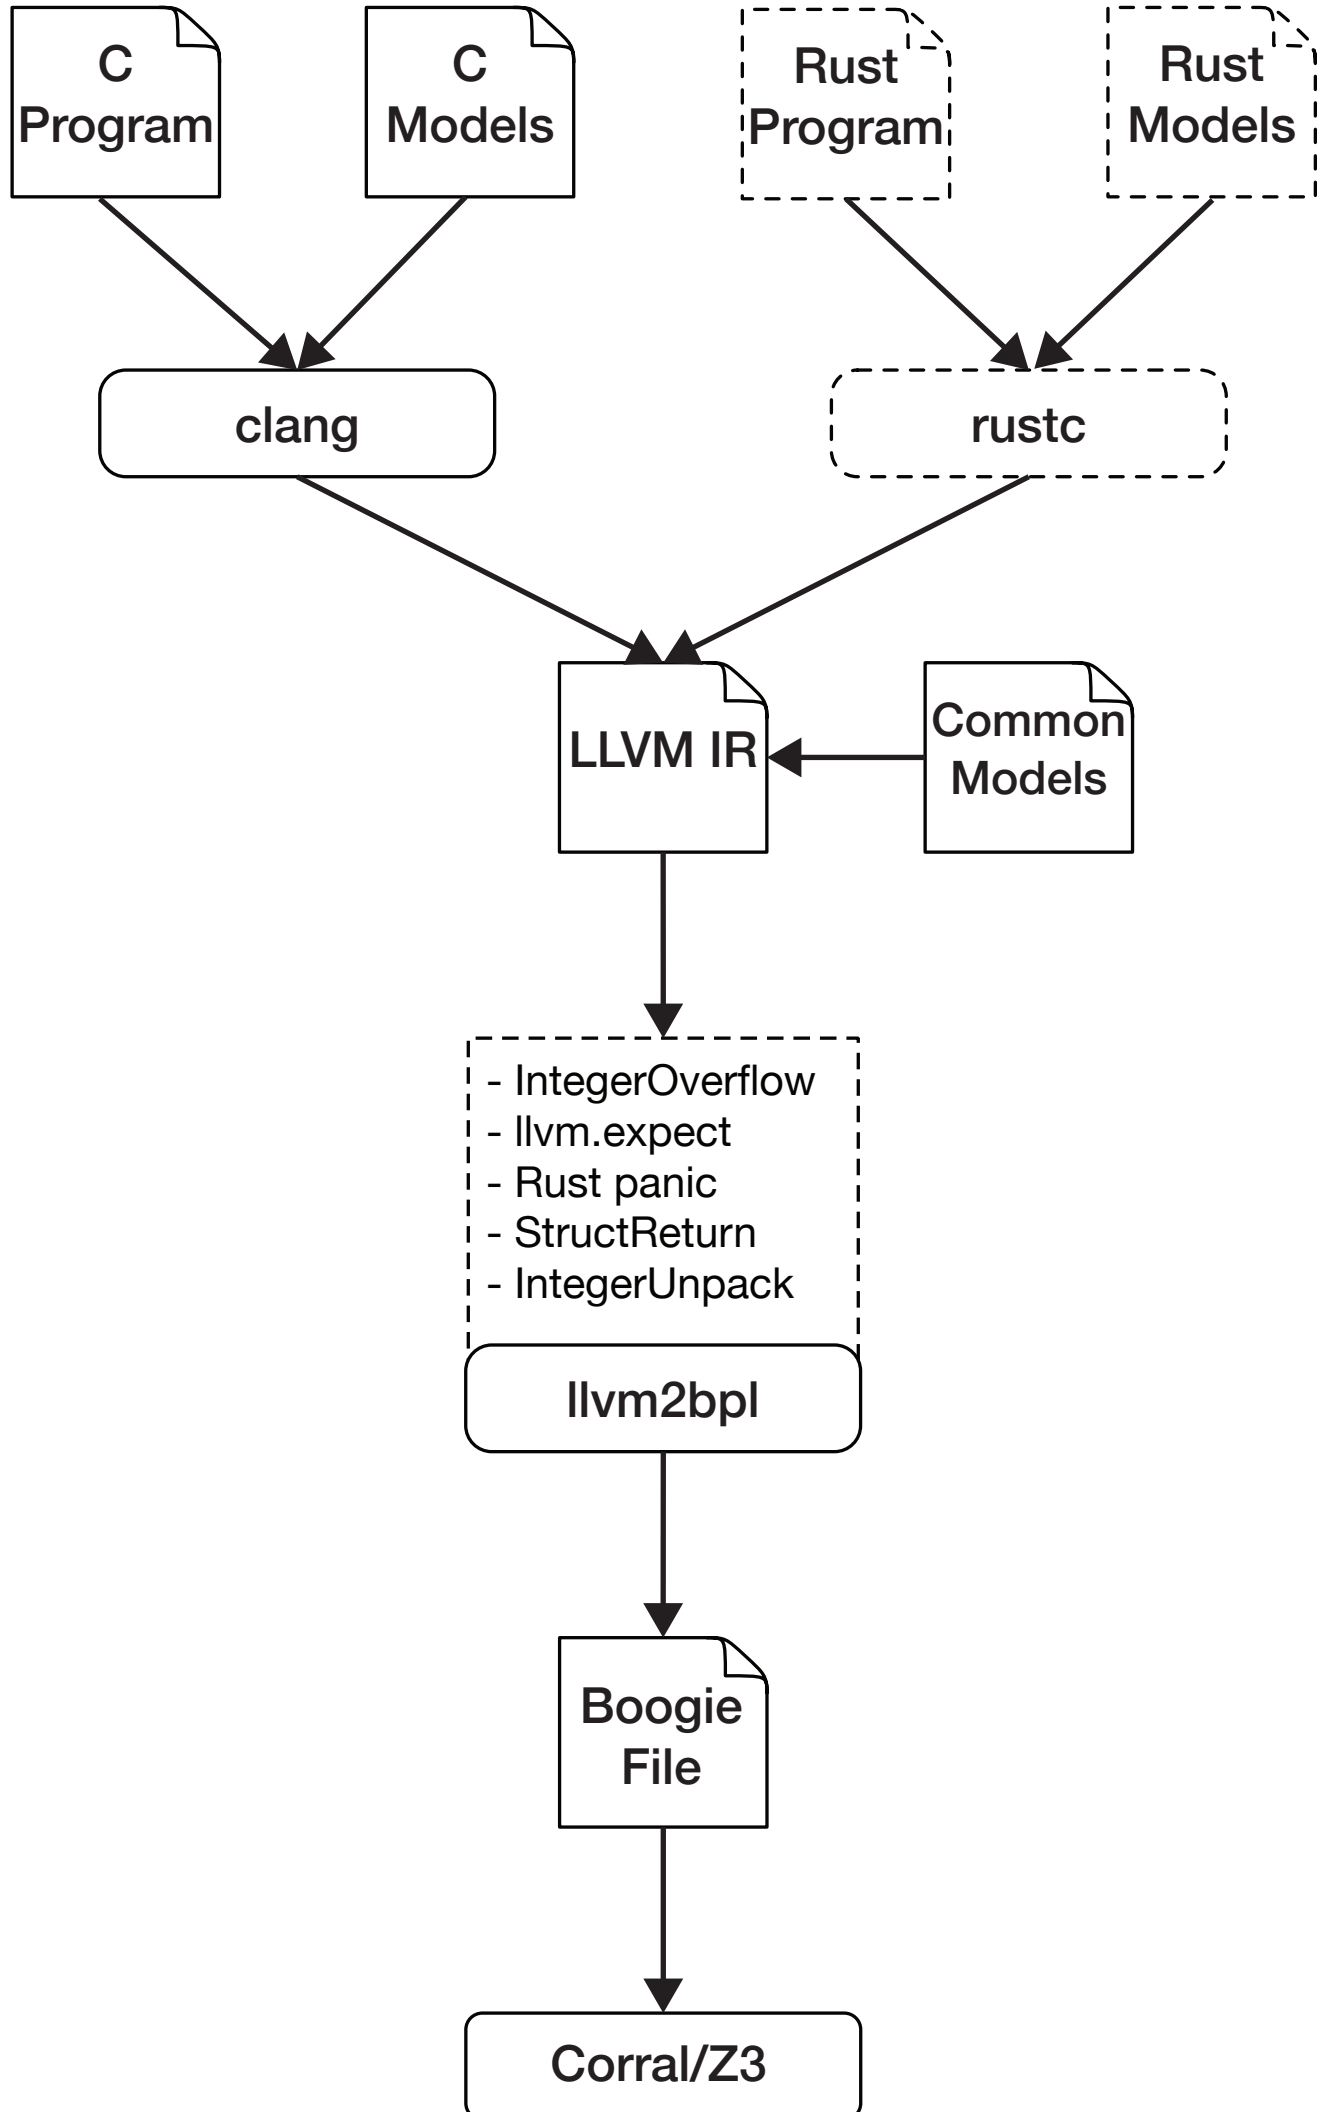 C
Program
C
Models
Rust
Program
Rust
Models
clang
rustc
LLVM IR
Common
Models
- IntegerOverflow
- llvm.expect
- Rust panic
- StructReturn
- IntegerUnpack
llvm2bpl
Boogie
File
Corral/Z3